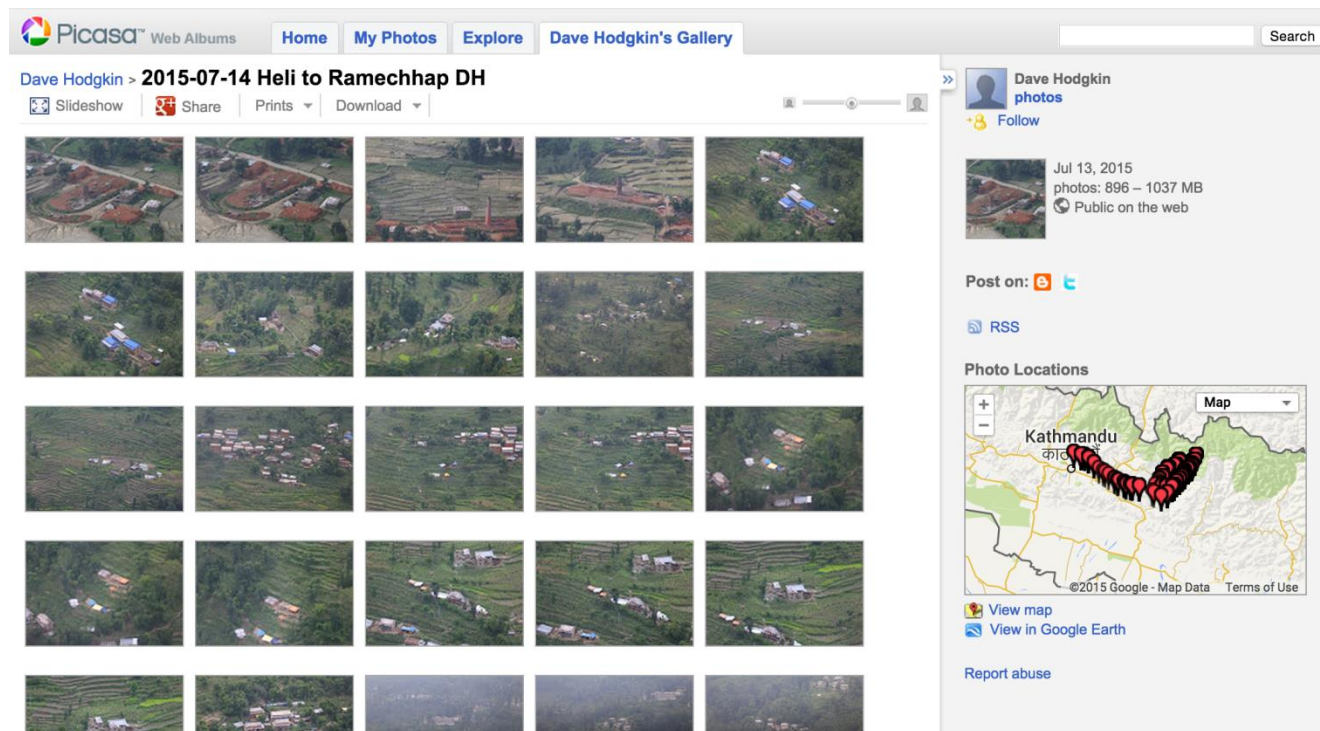 Picasa™ Web Albums
Home
My Photos
Explore
Dave Hodgkin's Gallery
Search
Dave Hodgkin > 2015-07-14 Heli to Ramechhap DH
Slideshow
Share
Prints
Download
»
Dave Hodgkin
photos
Follow
Jul 13, 2015
photos: 896 – 1037 MB
Public on the web
Post on:
RSS
Photo Locations
+
−
Map
Kathmandu
©2015 Google - Map Data
Terms of Use
View map
View in Google Earth
Report abuse